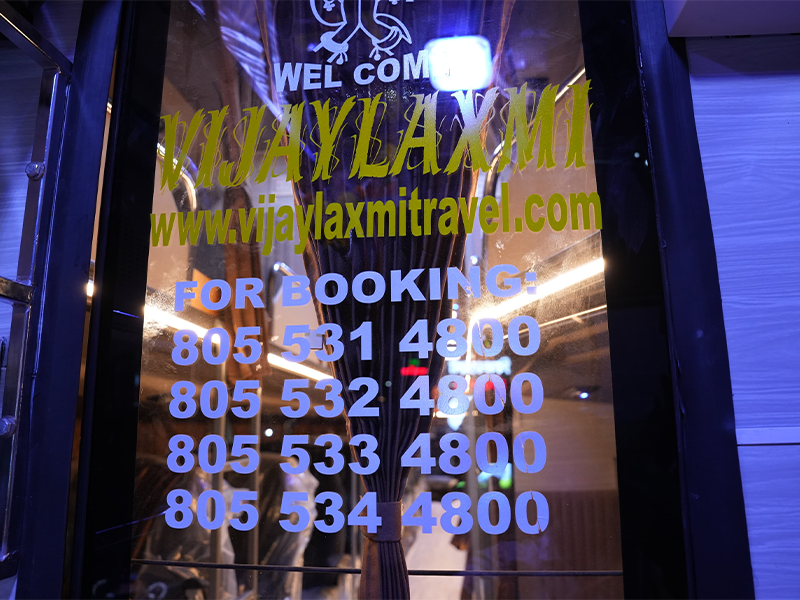 WEL COME
VIJAYLAXMI
www.vijaylaxmitravel.com
FOR BOOKING:
805 531 4800
805 532 4800
805 533 4800
805 534 4800